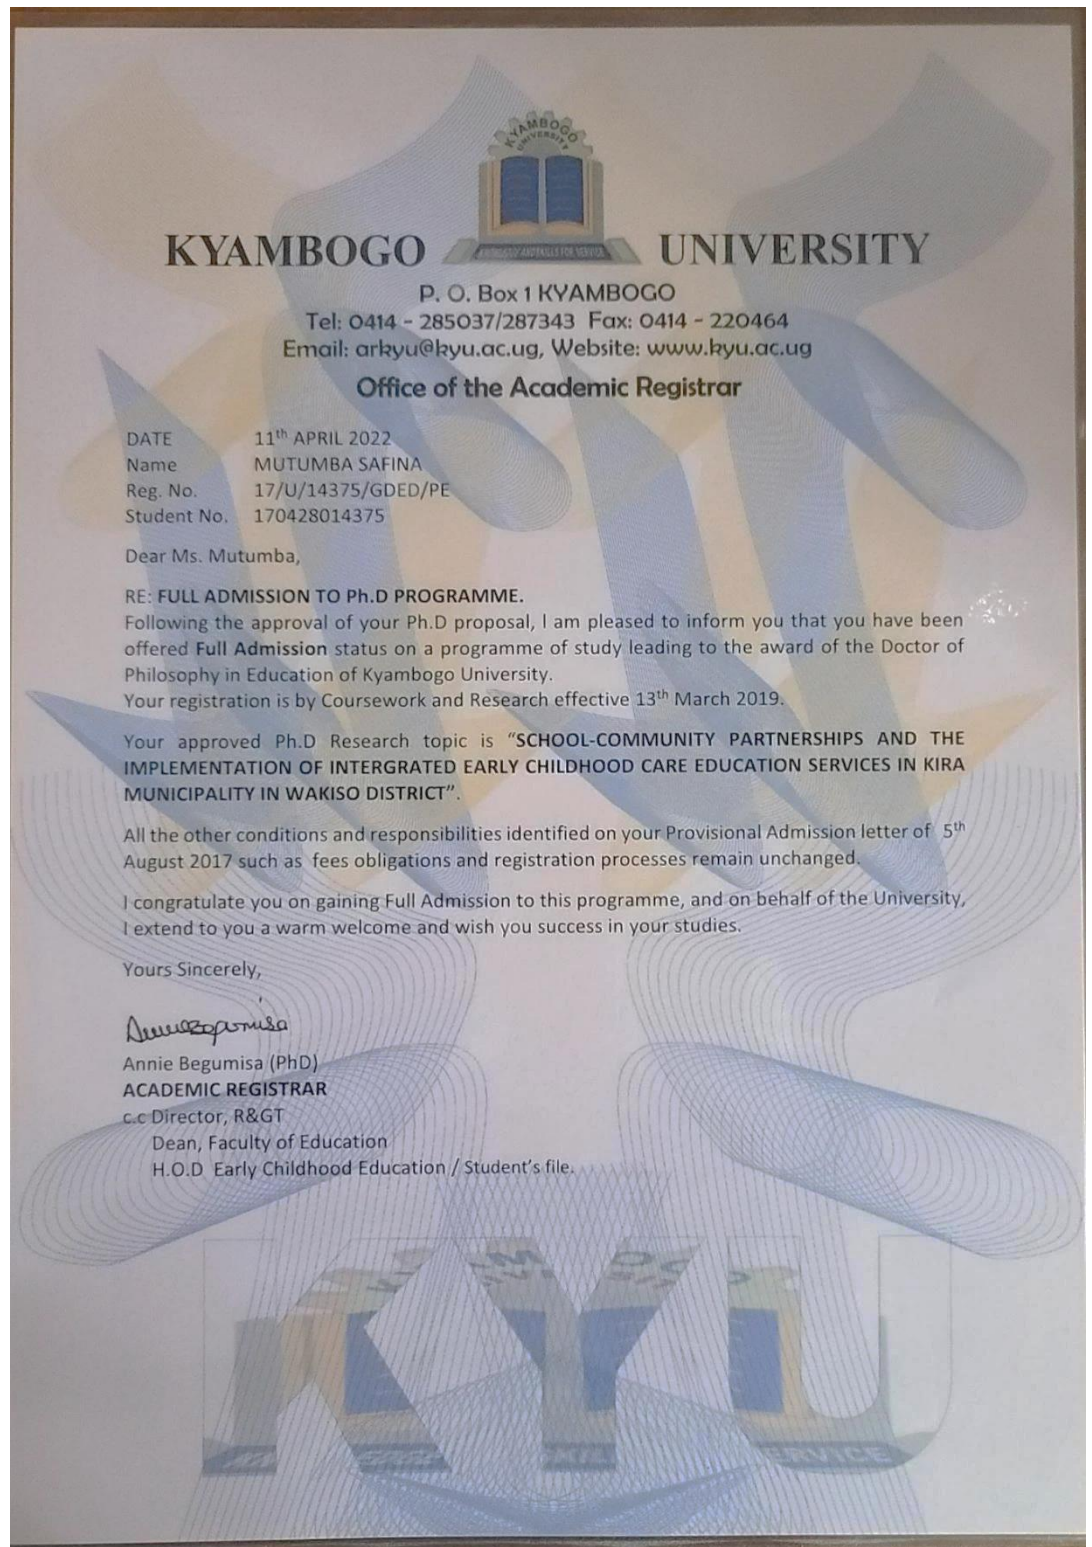 KYAMBOGO UNIVERSITY
KYAMBOGO UNIVERSITY
P. O. Box 1 KYAMBOGO
Tel: 0414 - 285037/287343 Fax: 0414 - 220464
Email: arkyu@kyu.ac.ug, Website: www.kyu.ac.ug
Office of the Academic Registrar
DATE 11th APRIL 2022
Name MUTUMBA SAFINA
Reg. No. 17/U/14375/GDED/PE
Student No. 170428014375
Dear Ms. Mutumba,
RE: FULL ADMISSION TO Ph.D PROGRAMME.
Following the approval of your Ph.D proposal, I am pleased to inform you that you have been
offered Full Admission status on a programme of study leading to the award of the Doctor of
Philosophy in Education of Kyambogo University.
Your registration is by Coursework and Research effective 13th March 2019.
Your approved Ph.D Research topic is “SCHOOL-COMMUNITY PARTNERSHIPS AND THE
IMPLEMENTATION OF INTERGRATED EARLY CHILDHOOD CARE EDUCATION SERVICES IN KIRA
MUNICIPALITY IN WAKISO DISTRICT”.
All the other conditions and responsibilities identified on your Provisional Admission letter of 5th
August 2017 such as fees obligations and registration processes remain unchanged.
I congratulate you on gaining Full Admission to this programme, and on behalf of the University,
I extend to you a warm welcome and wish you success in your studies.
Yours Sincerely,
Annie Begumisa (PhD)
ACADEMIC REGISTRAR
c.c Director, R&GT
Dean, Faculty of Education
H.O.D Early Childhood Education / Student’s file.
KYU
SERVICE